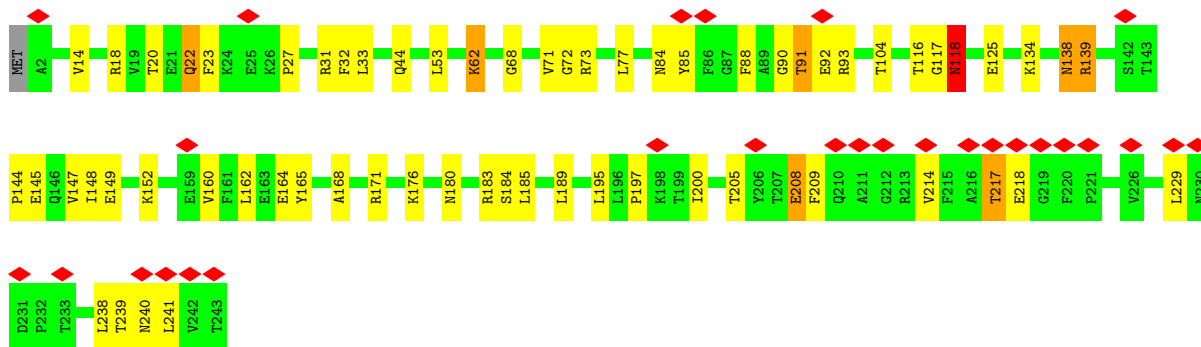 MET A2 V14 R18 V19 T20 E21 Q22 F23 K24 E25 K26 P27 R31 F32 L33 Q44 L53 K62 G68 V71 G72 R73 L77 N84 Y85 F86 G87 F88 A89 G90 T91 E92 R93 T104 T116 G117 N118 E125 K134 N138 R139 S142 T143
P144 E145 Q146 V147 I148 E149 K152 E159 V160 F161 L162 E163 E164 Y165 A168 R171 K176 N180 R183 S184 L185 L189 L195 L196 P197 K198 T199 I200 T205 Y206 T207 E208 F209 Q210 A211 G212 R213 V214 F215 A216 T217 E218 G219 F220 P221 V226 L229 N230
D231 P232 T233 L238 T239 N240 L241 V242 T243